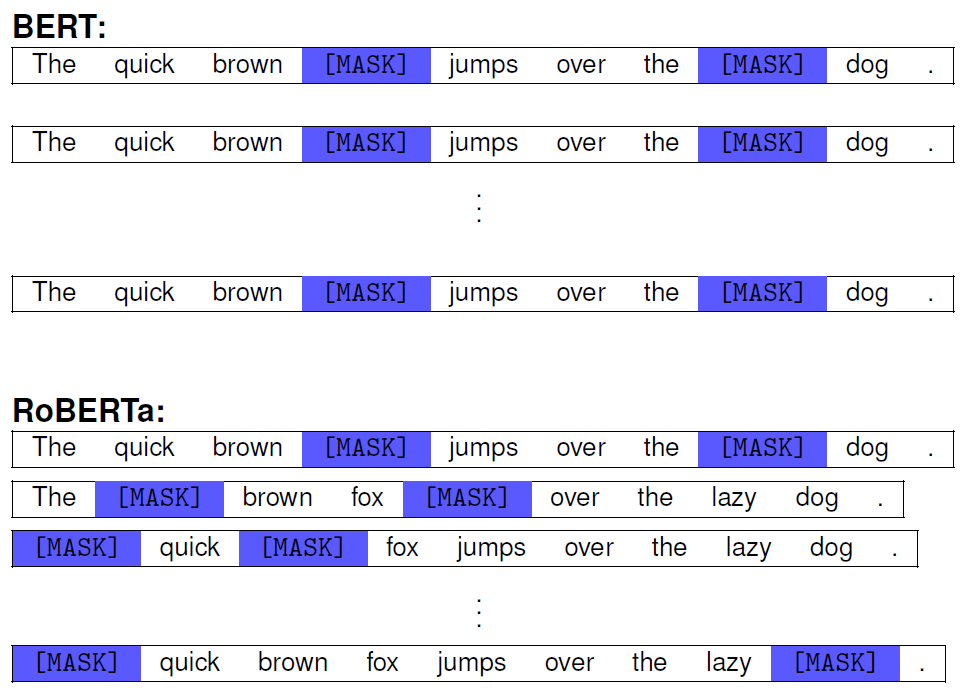 BERT:
The quick brown [MASK] jumps over the [MASK] dog .
The quick brown [MASK] jumps over the [MASK] dog .
⋮
The quick brown [MASK] jumps over the [MASK] dog .
RoBERTa:
The quick brown [MASK] jumps over the [MASK] dog .
The [MASK] brown fox [MASK] over the lazy dog .
[MASK] quick [MASK] fox jumps over the lazy dog .
⋮
[MASK] quick brown fox jumps over the lazy [MASK] .